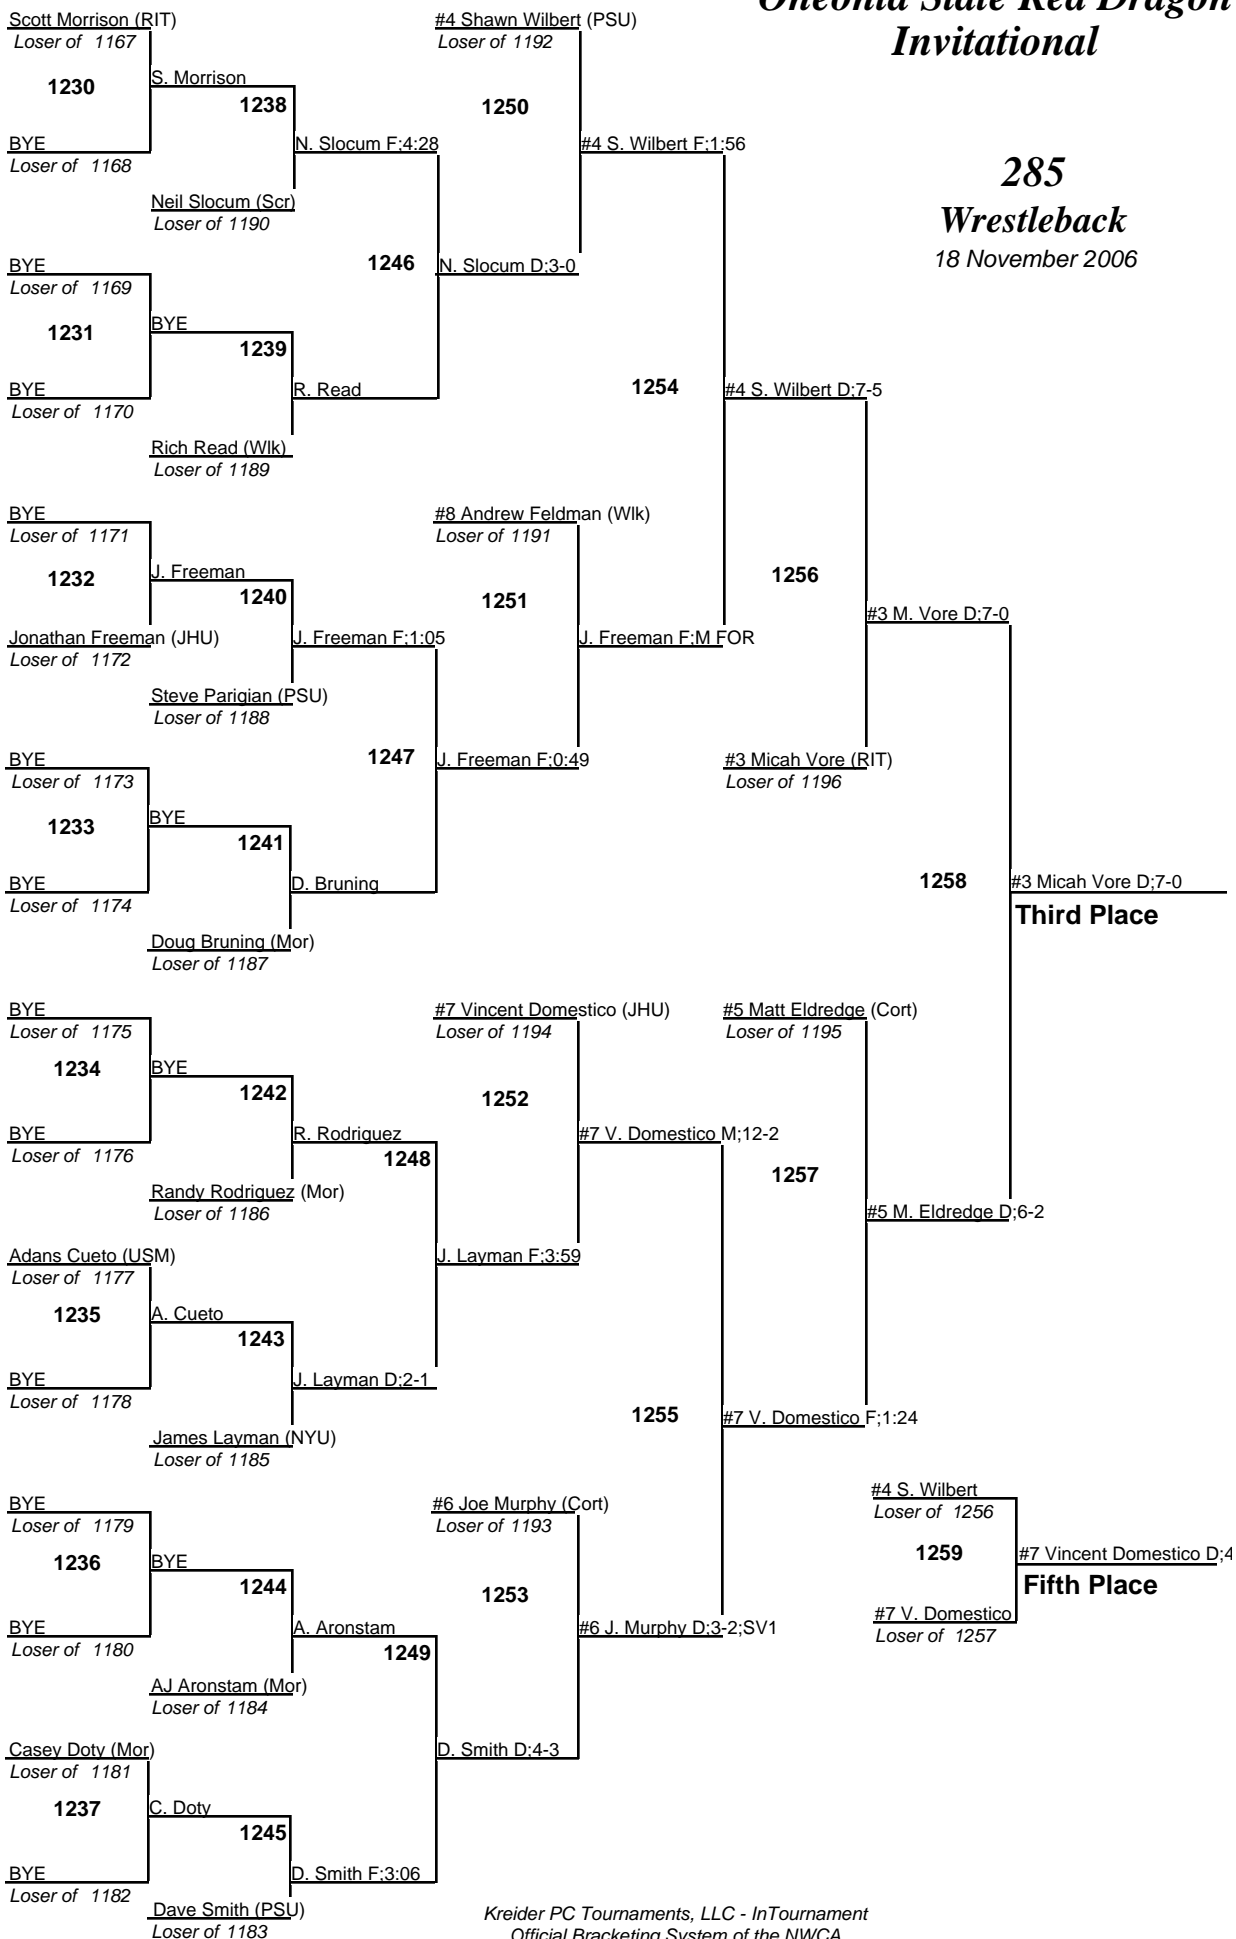 Oneonta State Red Dragon
Invitational
285
Wrestleback
18 November 2006
Scott Morrison (RIT)
Loser of 1167
1230
BYE
Loser of 1168
S. Morrison
1238
Neil Slocum (Scr)
Loser of 1190
N. Slocum F;4:28
BYE
Loser of 1169
1231
BYE
Loser of 1170
BYE
1239
Rich Read (Wlk)
Loser of 1189
R. Read
1246
N. Slocum D;3-0
#4 Shawn Wilbert (PSU)
Loser of 1192
1250
#4 S. Wilbert F;1:56
BYE
Loser of 1171
1232
Jonathan Freeman (JHU)
Loser of 1172
J. Freeman
1240
Steve Parigian (PSU)
Loser of 1188
J. Freeman F;1:05
BYE
Loser of 1173
1233
BYE
Loser of 1174
BYE
1241
Doug Bruning (Mor)
Loser of 1187
D. Bruning
1247
J. Freeman F;0:49
#8 Andrew Feldman (Wlk)
Loser of 1191
1251
J. Freeman F;M FOR
1254
#4 S. Wilbert D;7-5
1256
#3 Micah Vore (RIT)
Loser of 1196
#3 M. Vore D;7-0
1258
#3 Micah Vore D;7-0
Third Place
BYE
Loser of 1175
1234
BYE
Loser of 1176
BYE
1242
Randy Rodriguez (Mor)
Loser of 1186
R. Rodriguez
1248
Adans Cueto (USM)
Loser of 1177
1235
BYE
Loser of 1178
A. Cueto
1243
James Layman (NYU)
Loser of 1185
J. Layman D;2-1
J. Layman F;3:59
#7 Vincent Domestico (JHU)
Loser of 1194
1252
#7 V. Domestico M;12-2
#5 Matt Eldredge (Cort)
Loser of 1195
1257
#5 M. Eldredge D;6-2
1255
#7 V. Domestico F;1:24
BYE
Loser of 1179
1236
BYE
Loser of 1180
BYE
1244
AJ Aronstam (Mor)
Loser of 1184
A. Aronstam
1249
Casey Doty (Mor)
Loser of 1181
1237
BYE
Loser of 1182
C. Doty
1245
Dave Smith (PSU)
Loser of 1183
D. Smith F;3:06
D. Smith D;4-3
#6 Joe Murphy (Cort)
Loser of 1193
1253
#6 J. Murphy D;3-2;SV1
#4 S. Wilbert
Loser of 1256
1259
#7 V. Domestico
Loser of 1257
#7 Vincent Domestico D;4
Fifth Place
Kreider PC Tournaments, LLC - InTournament
Official Bracketing System of the NWCA